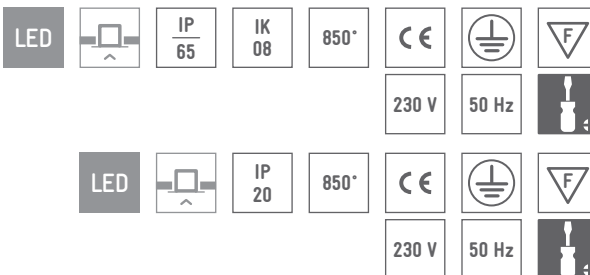 LED IP 65 IK 08 850° CE F
230 V 50 Hz
LED IP 20 850° CE F
230 V 50 Hz